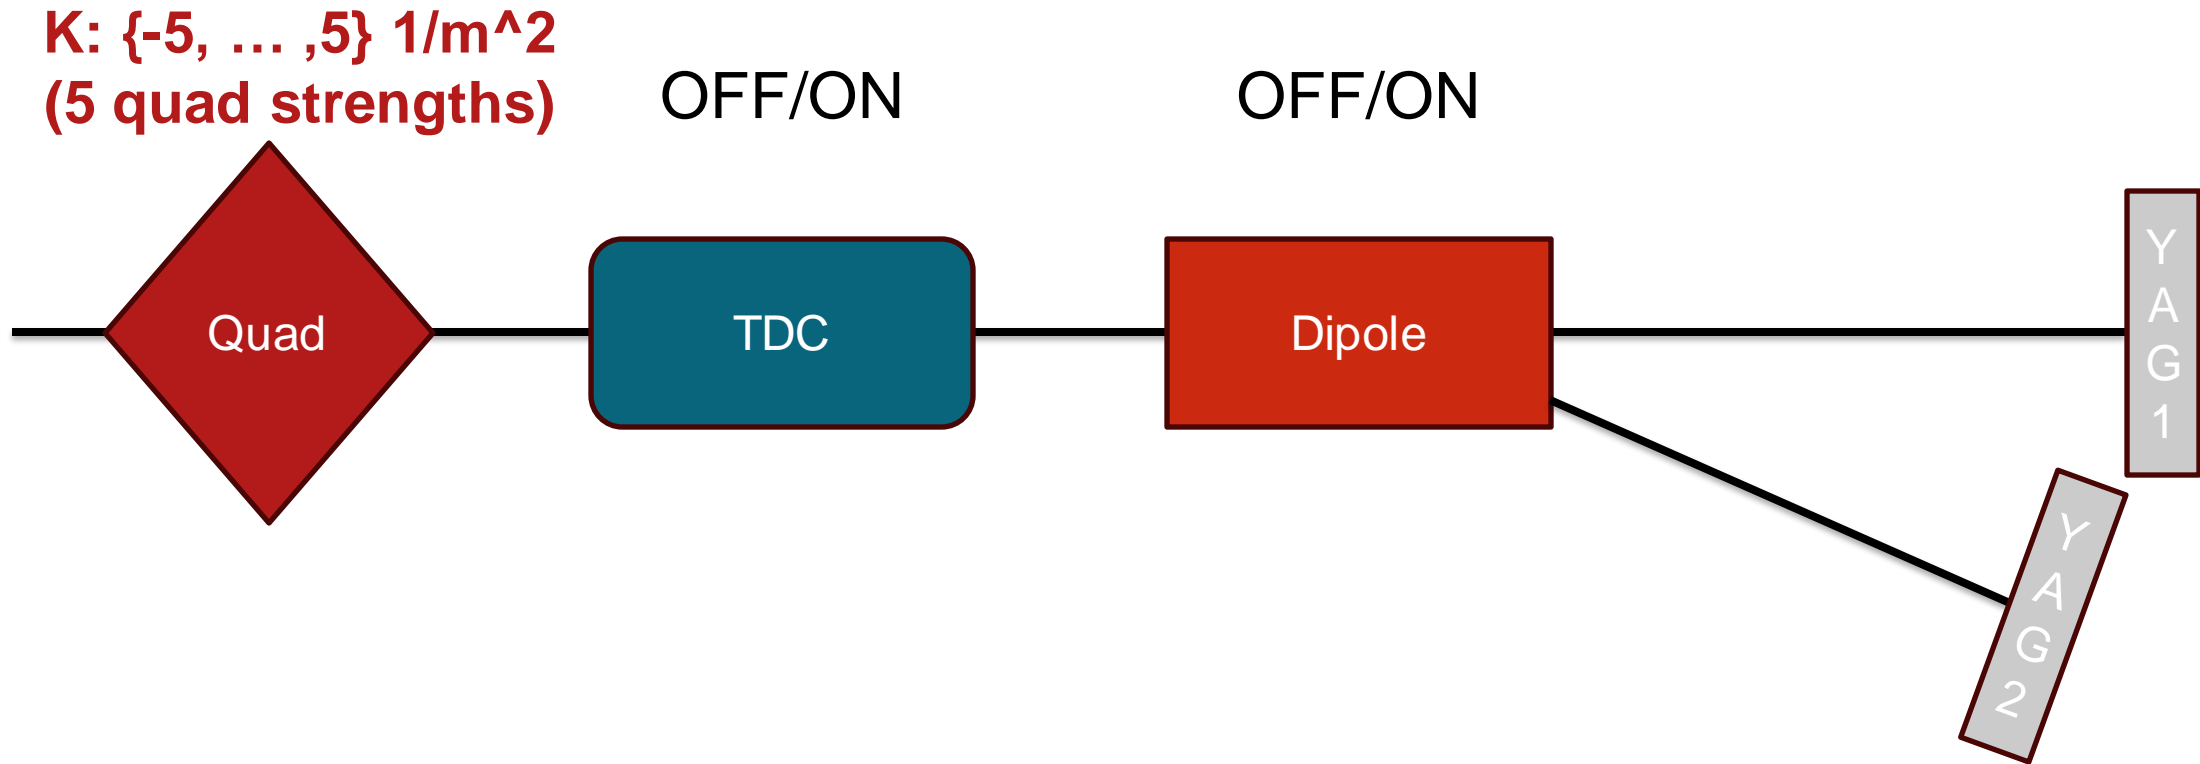 K: {-5, … ,5} 1/m^2
(5 quad strengths)
OFF/ON
OFF/ON
Quad
TDC
Dipole
YAG1
YAG2